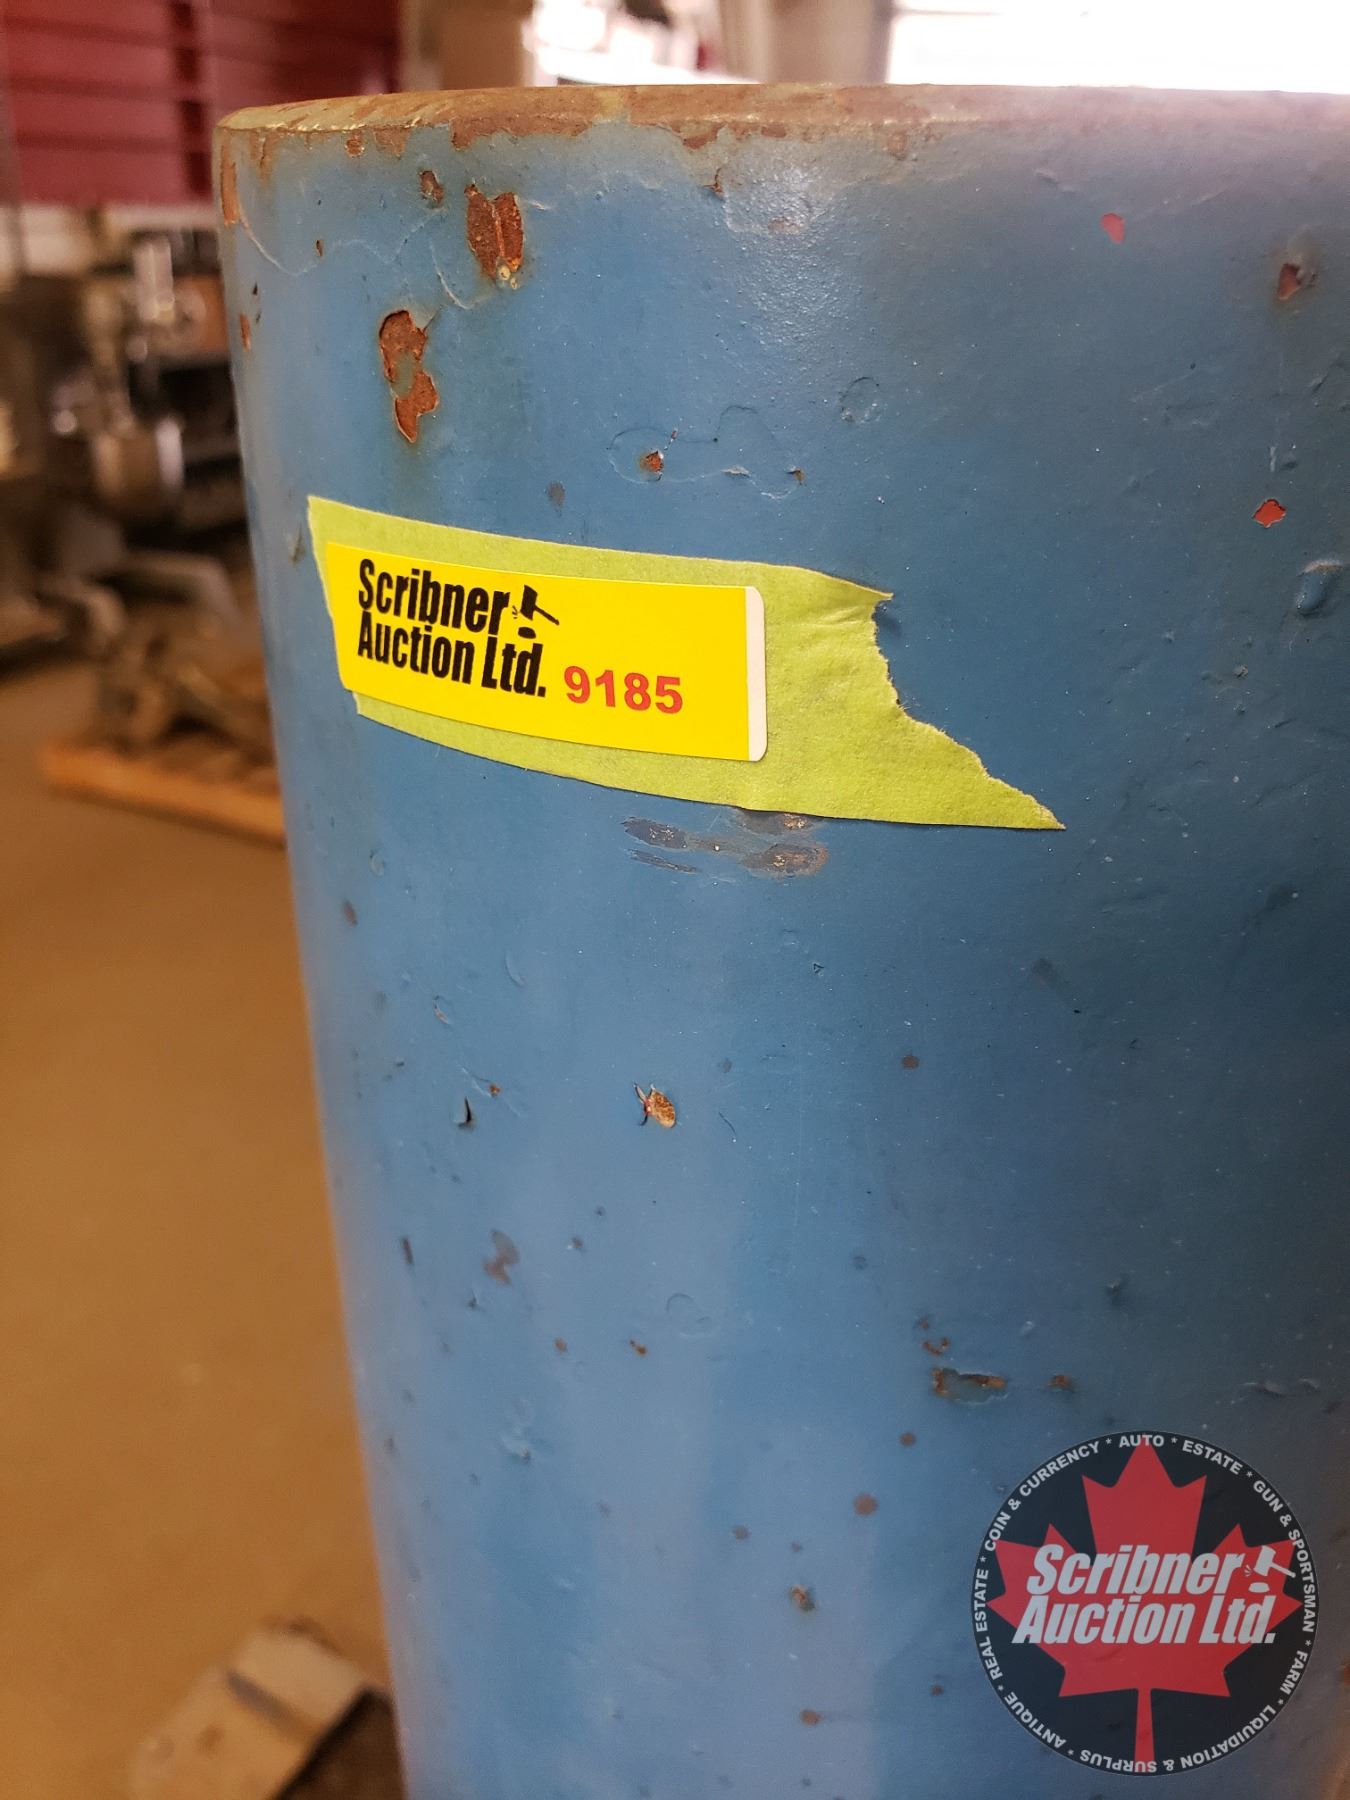 Scribner
Auction Ltd. 9185
COIN & CURRENCY * AUTO * ESTATE * GUN & SPORTSMAN * FARM * LIQUIDATION & SURPLUS * ANTIQUE * REAL ESTATE *
Scribner
Auction Ltd.